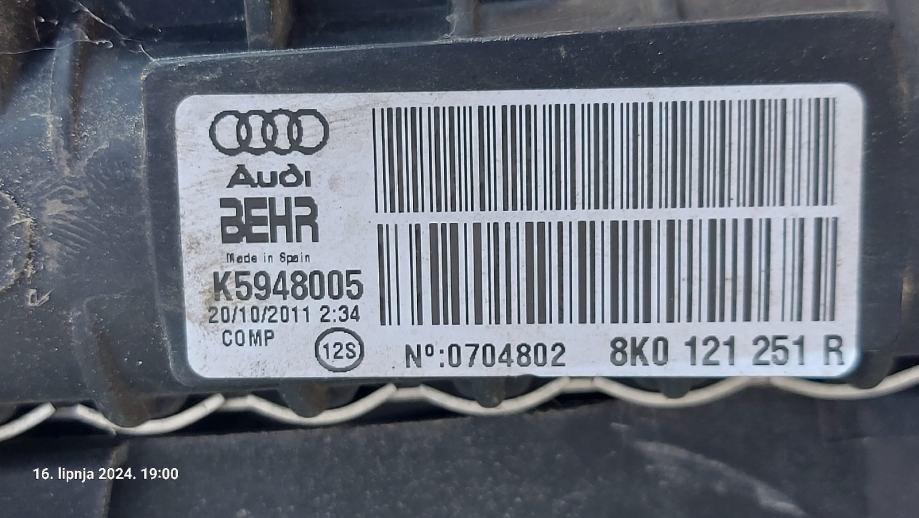 Audi
BEHR
Made in Spain
K5948005
20/10/2011 2:34
COMP
12S
Nº:0704802
8K0 121 251 R
16. lipnja 2024. 19:00